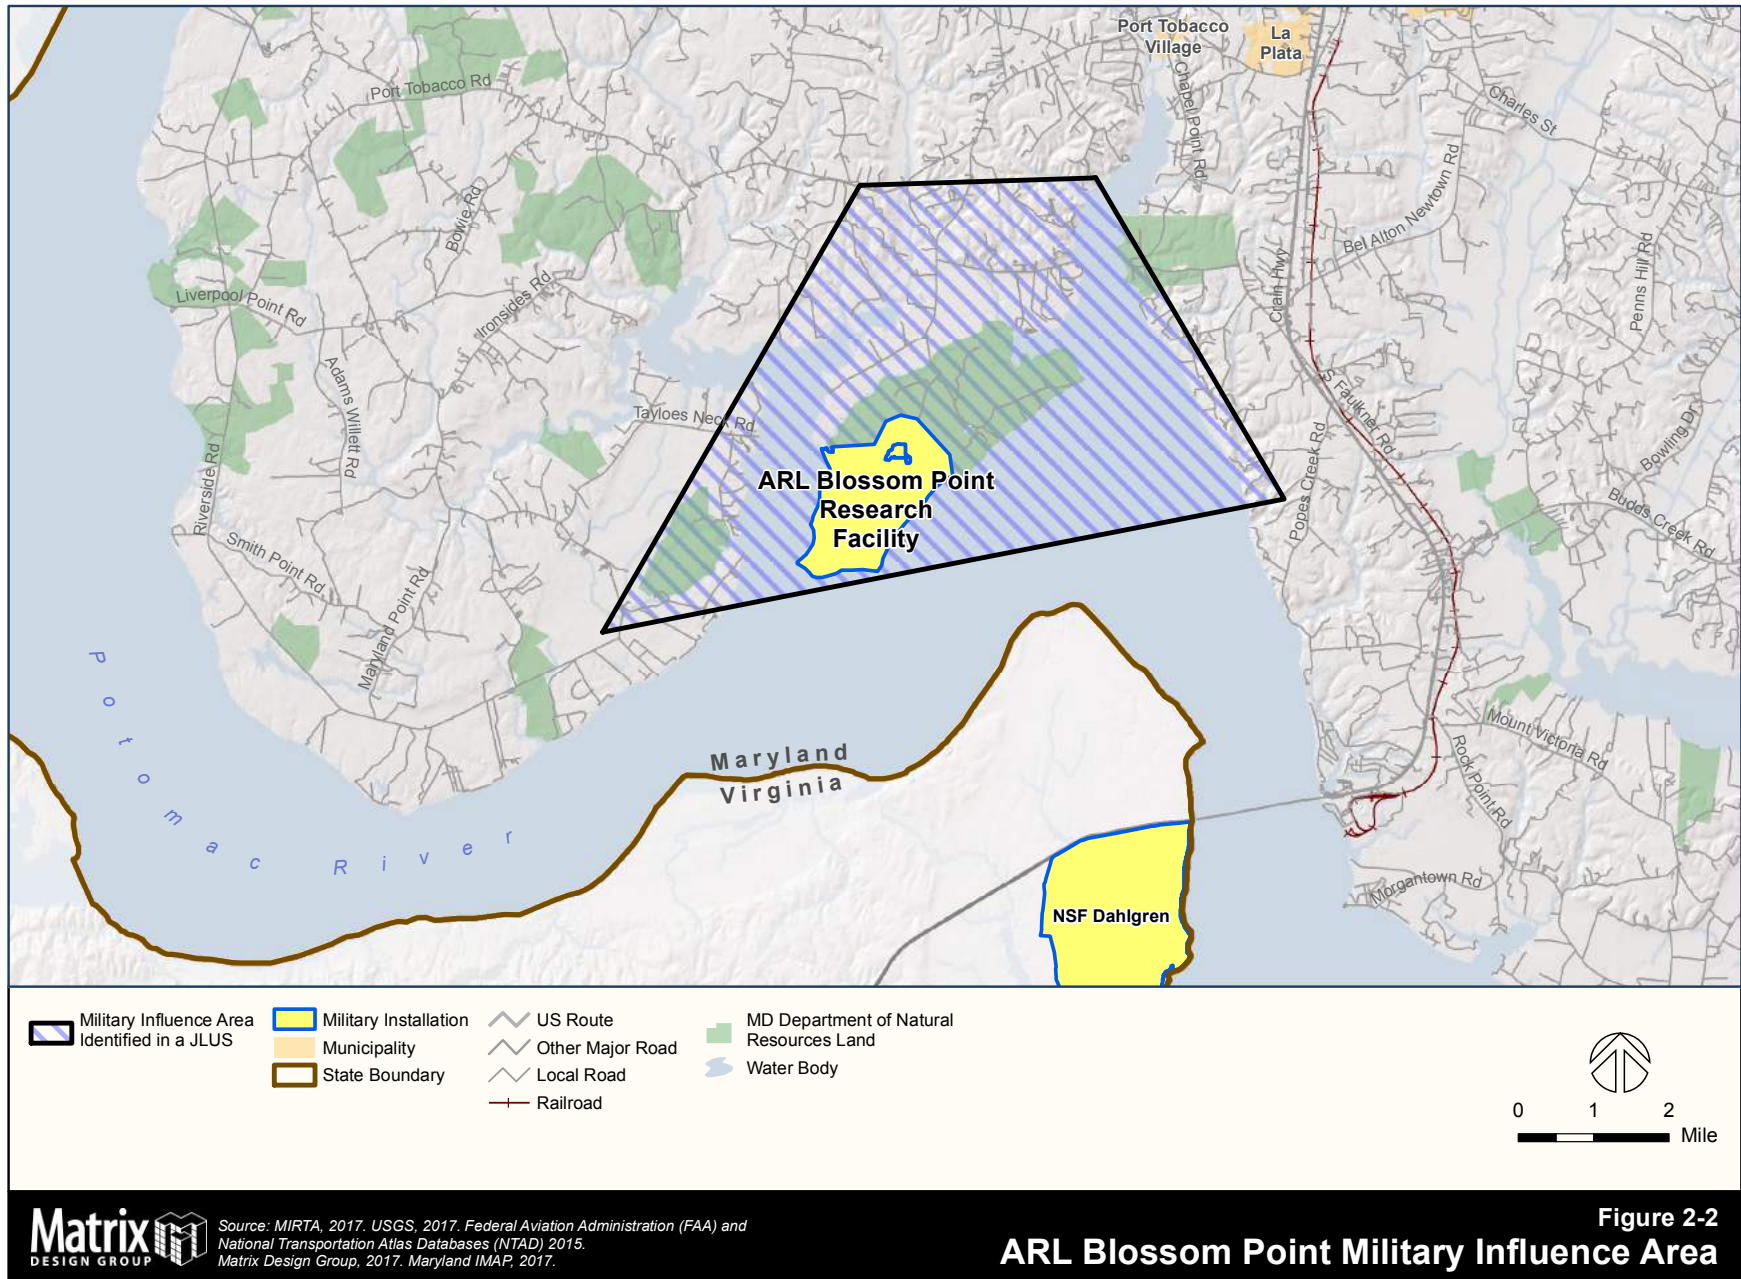 Port Tobacco
Village
La
Plata
Port Tobacco Rd
Chapel Point Rd
Charles St
Bowie Rd
Bel Alton Newtown Rd
Liverpool Point Rd
Ironsides Rd
Crain Hwy
Penns Hill Rd
Adams Willett Rd
Tayloes Neck Rd
S Faulkner Rd
Bowling Dr
Riverside Rd
Popes Creek Rd
Budds Creek Rd
ARL Blossom Point
Research
Facility
Smith Point Rd
Maryland Point Rd
Potomac River
Maryland
Virginia
Mount Victoria Rd
Rock Point Rd
Morgantown Rd
NSF Dahlgren
Military Influence Area
Identified in a JLUS
Military Installation
Municipality
State Boundary
US Route
Other Major Road
Local Road
Railroad
MD Department of Natural
Resources Land
Water Body
0 1 2
Mile
Matrix
DESIGN GROUP
Source: MIRTA, 2017. USGS, 2017. Federal Aviation Administration (FAA) and
National Transportation Atlas Databases (NTAD) 2015.
Matrix Design Group, 2017. Maryland IMAP, 2017.
Figure 2-2
ARL Blossom Point Military Influence Area